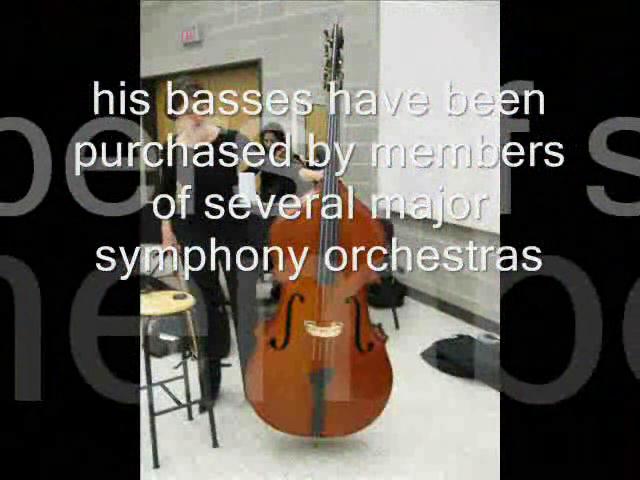 his basses have been
purchased by members
of several major
symphony orchestras